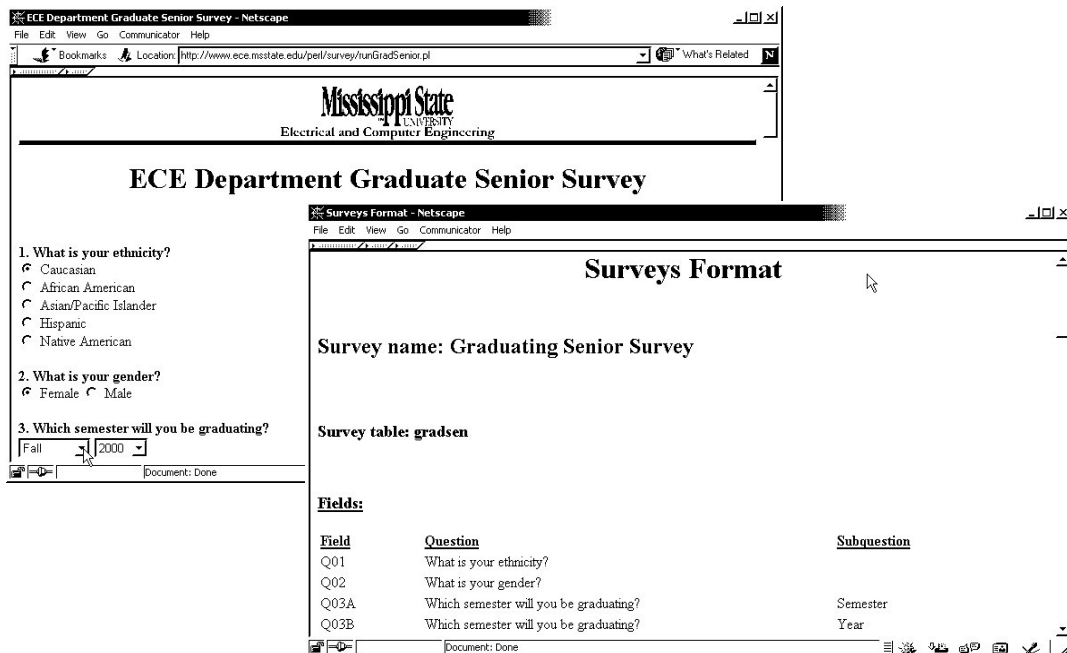 ECE Department Graduate Senior Survey - Netscape
File Edit View Go Communicator Help
Bookmarks Location: http://www.ece.msstate.edu/perl/survey/runGradSenior.pl What's Related N
Mississippi State
UNIVERSITY
Electrical and Computer Engineering
ECE Department Graduate Senior Survey
1. What is your ethnicity?
Caucasian
African American
Asian/Pacific Islander
Hispanic
Native American
2. What is your gender?
Female Male
3. Which semester will you be graduating?
Fall 2000
Document: Done
Surveys Format - Netscape
File Edit View Go Communicator Help
Surveys Format
Survey name: Graduating Senior Survey
Survey table: gradsen
Fields:
Field Question Subquestion
Q01 What is your ethnicity?
Q02 What is your gender?
Q03A Which semester will you be graduating? Semester
Q03B Which semester will you be graduating? Year
Document: Done